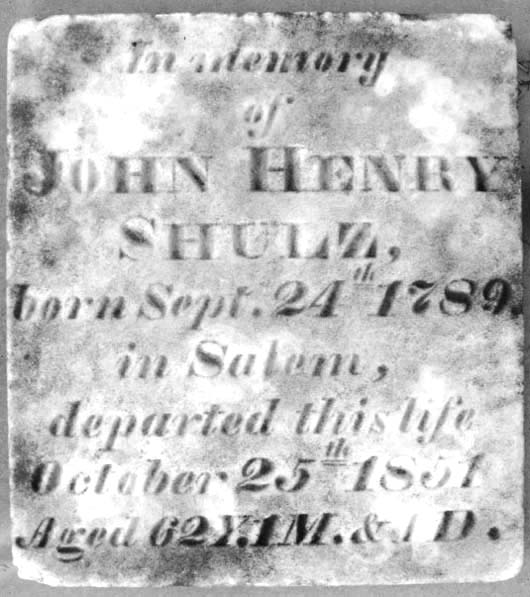 In memory
of
JOHN HENRY
SHULZ,
born Sept. 24th 1789
in Salem,
departed this life
October 25th 1851
Aged 62Y.1M.&1D.